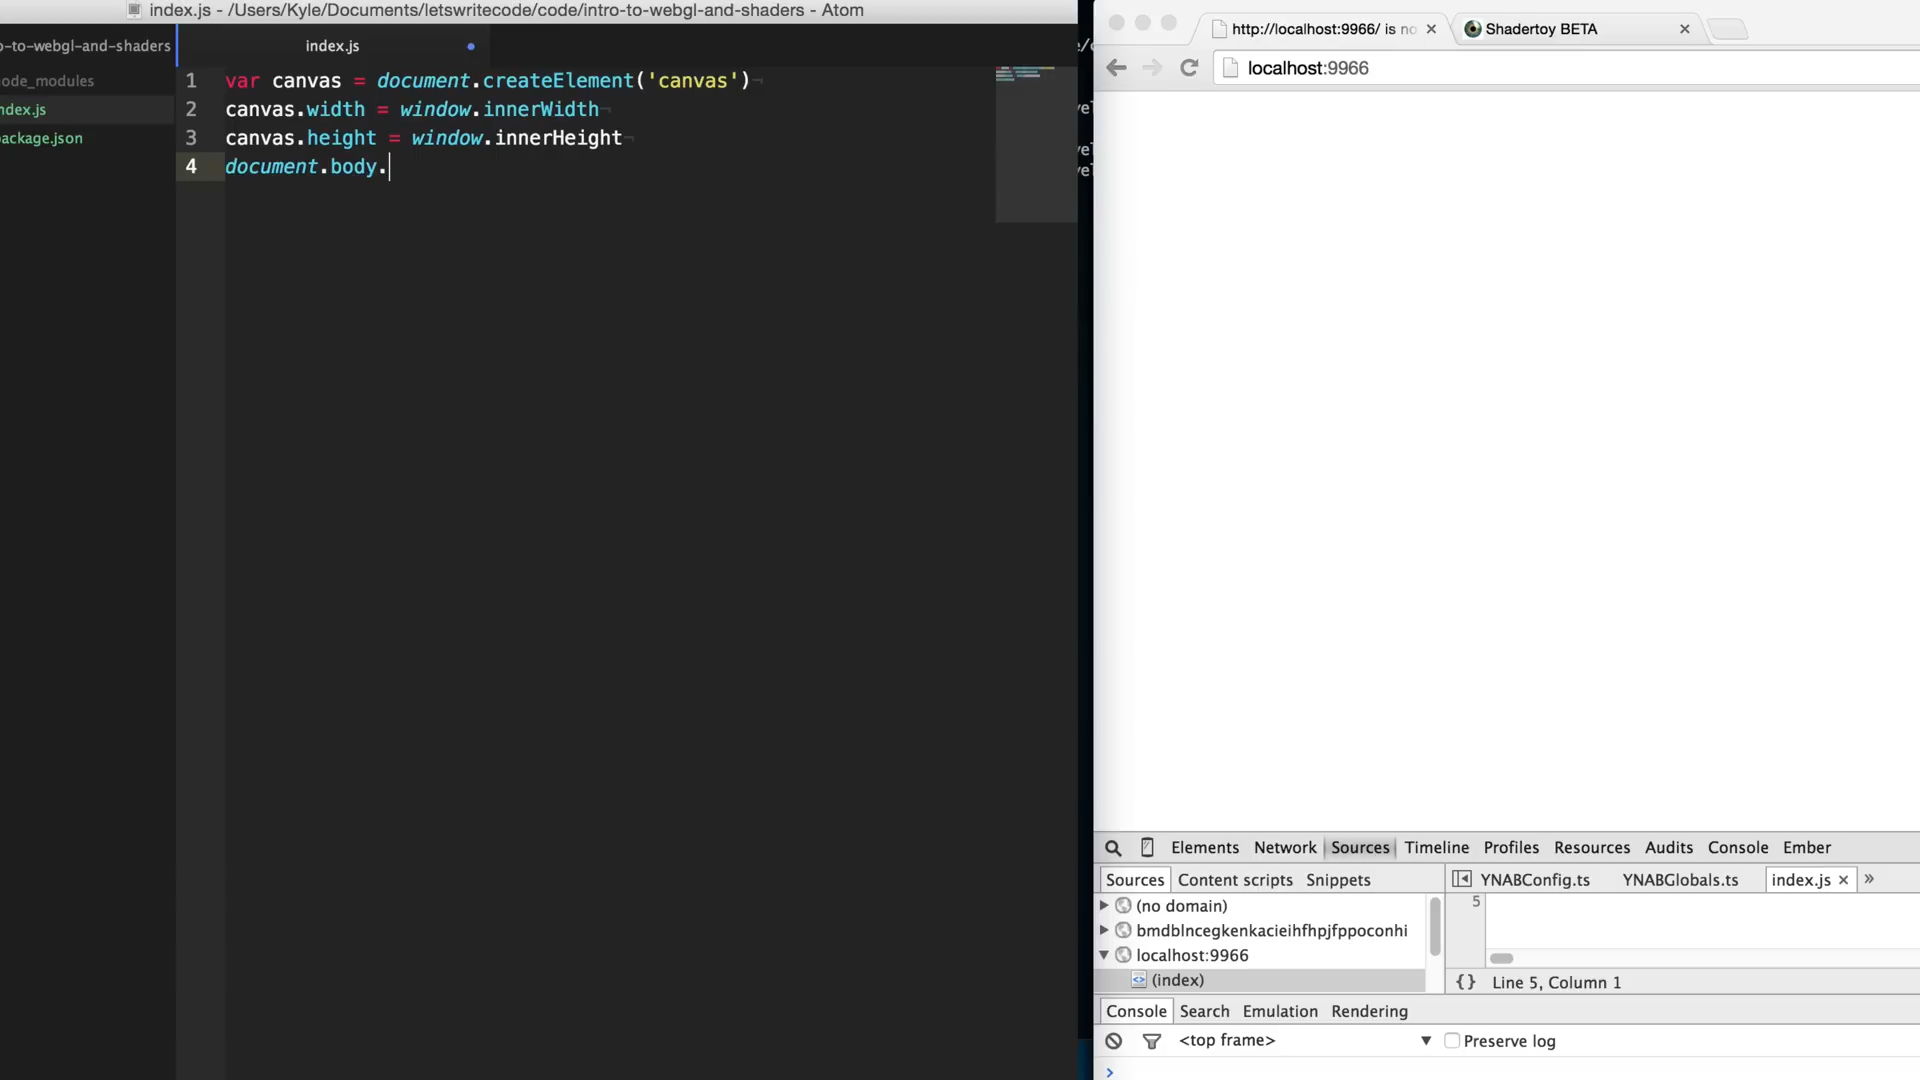 index.js - /Users/Kyle/Documents/letswritecode/code/intro-to-webgl-and-shaders - Atom
o-to-webgl-and-shaders
ode_modules
ndex.js
ackage.json
index.js
1 var canvas = document.createElement('canvas')¬
2 canvas.width = window.innerWidth¬
3 canvas.height = window.innerHeight¬
4 document.body.
http://localhost:9966/ is no
Shadertoy BETA
localhost:9966
Elements Network Sources Timeline Profiles Resources Audits Console Ember
Sources Content scripts Snippets
YNABConfig.ts YNABGlobals.ts index.js × »
(no domain)
bmdblncegkenkacieihfhpjfppoconhi
localhost:9966
(index)
5
{} Line 5, Column 1
Console Search Emulation Rendering
<top frame> Preserve log
>